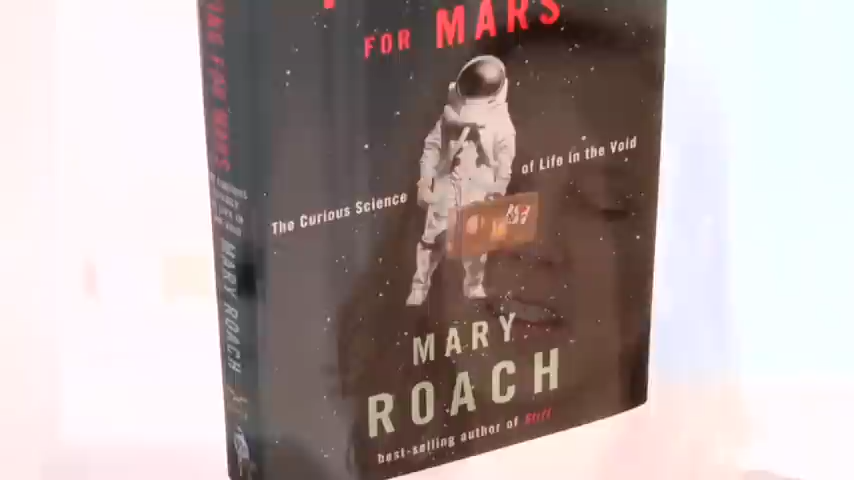 FOR MARS
The Curious Science of Life in the Void
MARY
ROACH
best-selling author of Stiff
FOR MARS
MARY ROACH